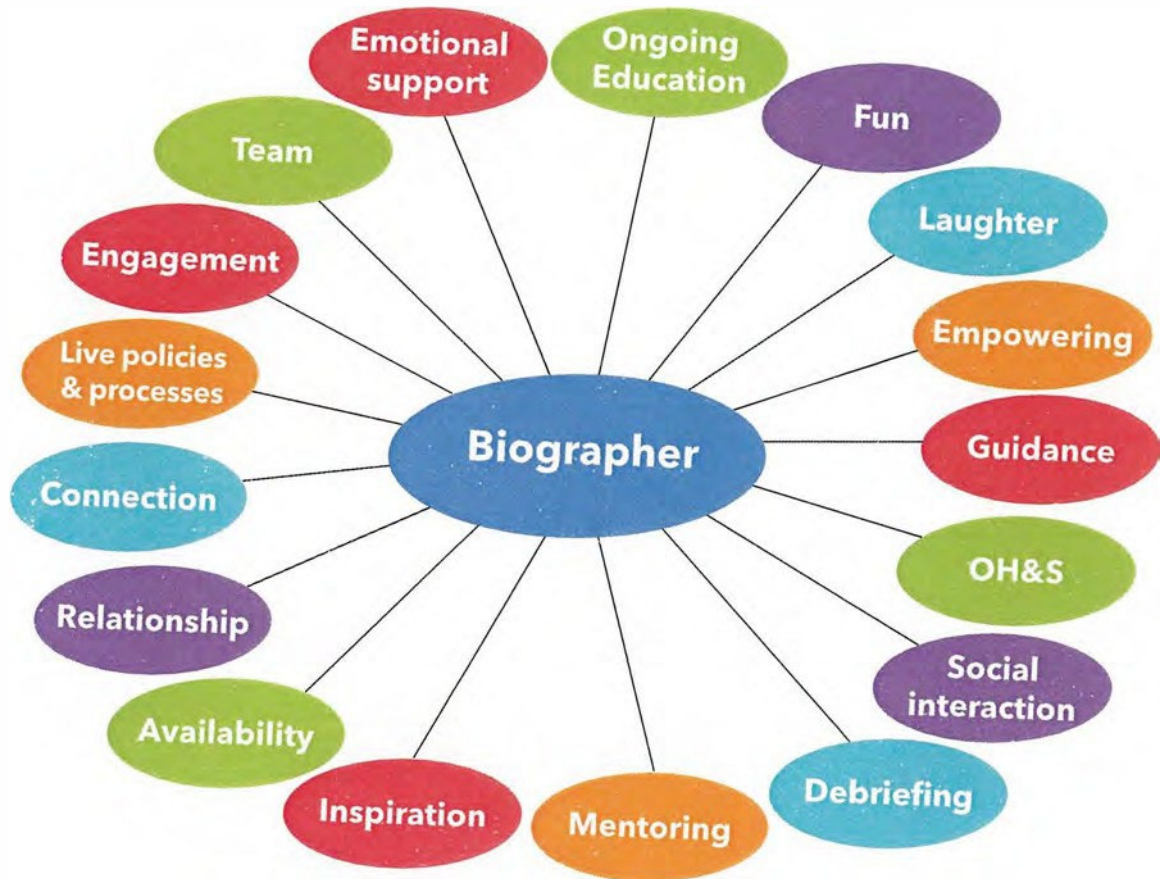 Emotional
support
Ongoing
Education
Fun
Laughter
Empowering
Guidance
OH&S
Social
interaction
Debriefing
Mentoring
Inspiration
Availability
Relationship
Connection
Live policies
& processes
Engagement
Team
Biographer